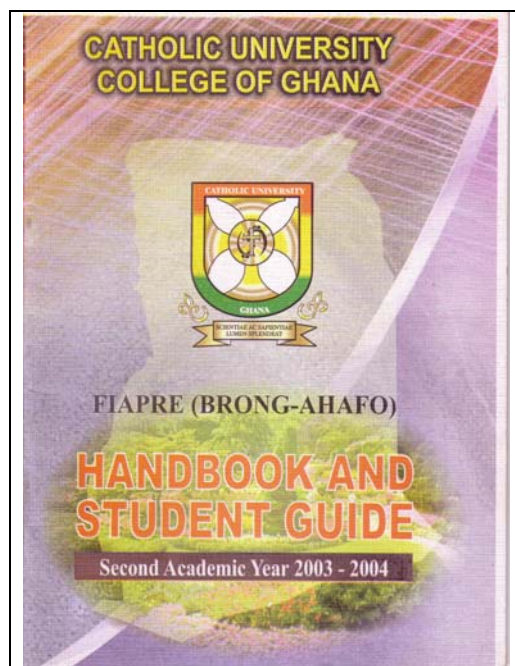 CATHOLIC UNIVERSITY
COLLEGE OF GHANA
CATHOLIC UNIVERSITY
GHANA
SCIENTIAE AC SAPIENTIAE
LUMEN SPLENDEAT
FIAPRE (BRONG-AHAFO)
HANDBOOK AND
STUDENT GUIDE
Second Academic Year 2003 - 2004